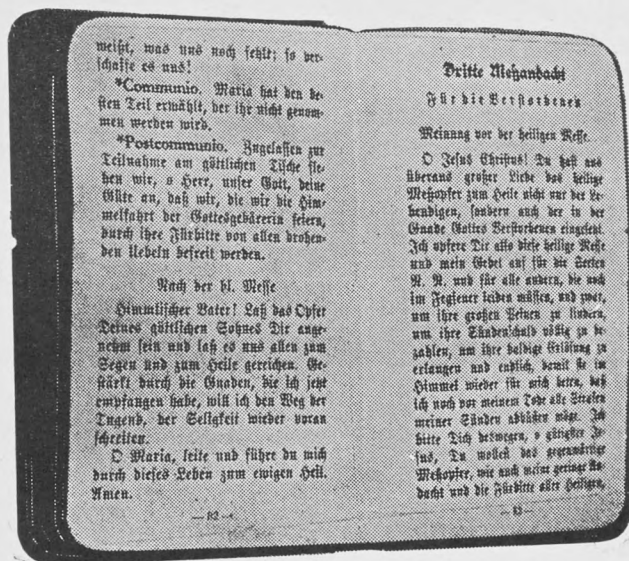 weißt, was uns noch fehlt; so ver-
schaffe es uns!
*Communio. Maria hat den be-
sten Teil erwählt, der ihr nicht genom-
men werden wird.
*Postcommunio. Zugelassen zur
Teilnahme am göttlichen Tische fle-
hen wir, o Herr, unser Gott, deine
Güte an, daß wir, die wir die Him-
melfahrt der Gottesgebärerin feiern,
durch ihre Fürbitte von allen drohen-
den Uebeln befreit werden.
Nach der hl. Messe
Himmlischer Vater! Laß das Opfer
Deines göttlichen Sohnes Dir ange-
nehm sein und laß es uns allen zum
Segen und zum Heile gereichen. Ge-
stärkt durch die Gnaden, die ich jetzt
empfangen habe, will ich den Weg der
Tugend, der Seligkeit wieder voran
schreiten.
O Maria, leite und führe du mich
durch dieses Leben zum ewigen Heil.
Amen.
— 82 —
Dritte Meßandacht
Für die Verstorbenen
Meinung vor der heiligen Messe.
O Jesus Christus! Du hast aus
überaus großer Liebe das heilige
Meßopfer zum Heile nicht nur der Le-
bendigen, sondern auch der in der
Gnade Gottes Verstorbenen eingesetzt.
Ich opfere Dir also diese heilige Messe
und mein Gebet auf für die Seelen
N. N. und für alle andern, die noch
im Fegfeuer leiden müssen, und zwar,
um ihre großen Peinen zu lindern,
um ihre Sündenschuld völlig zu be-
zahlen, um ihre baldige Erlösung zu
erlangen und endlich, damit sie im
Himmel wieder für mich beten, daß
ich noch vor meinem Tode alle Strafen
meiner Sünden abbüßen möge. Ich
bitte Dich deswegen, o gütigster Je-
sus, Du wollest das gegenwärtige
Meßopfer, wie auch meine geringe An-
dacht und die Fürbitte aller Heiligen,
— 83 —